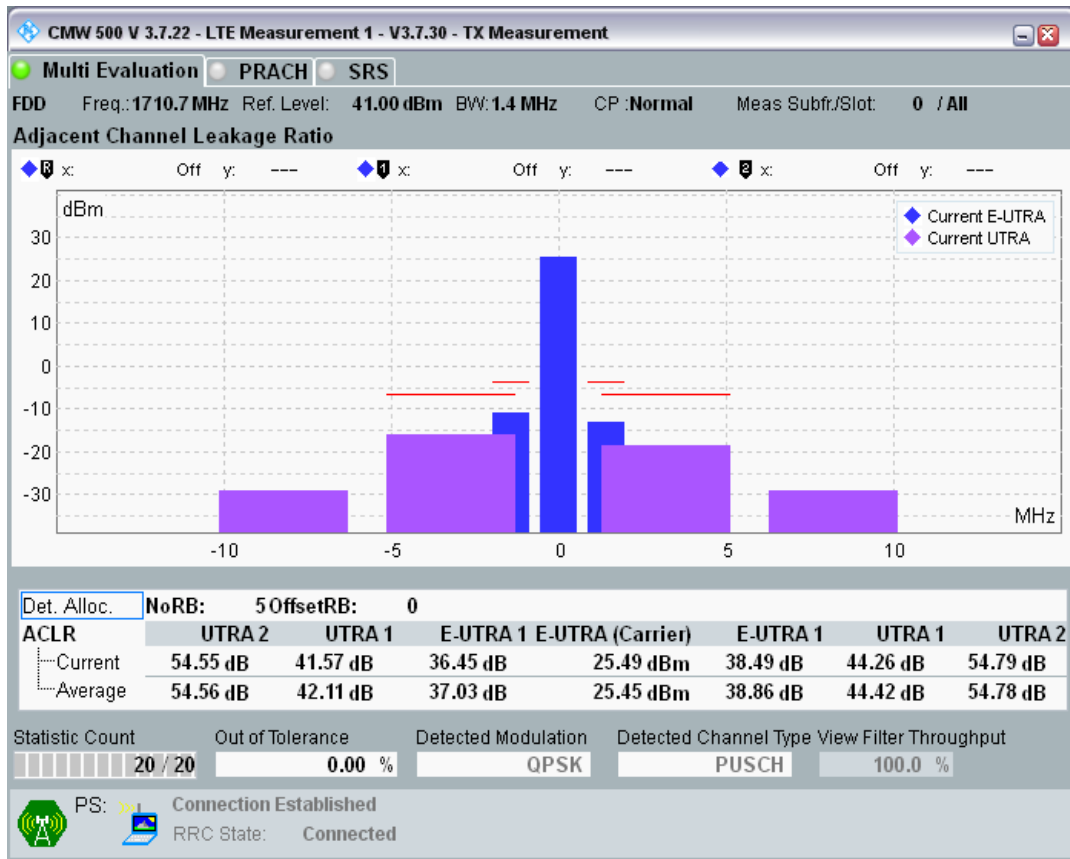 CMW 500 V 3.7.22 - LTE Measurement 1 - V3.7.30 - TX Measurement
Multi Evaluation PRACH SRS
FDD Freq.: 1710.7 MHz Ref. Level: 41.00 dBm BW: 1.4 MHz CP :Normal Meas Subfr./Slot: 0 / All
Adjacent Channel Leakage Ratio
R x: Off y: --- 1 x: Off y: --- 2 x: Off y: ---
dBm
Current E-UTRA
Current UTRA
30
20
10
0
-10
-20
-30
MHz
-10 -5 0 5 10
Det. Alloc. NoRB: 5 OffsetRB: 0
ACLR UTRA 2 UTRA 1 E-UTRA 1 E-UTRA (Carrier) E-UTRA 1 UTRA 1 UTRA 2
Current 54.55 dB 41.57 dB 36.45 dB 25.49 dBm 38.49 dB 44.26 dB 54.79 dB
Average 54.56 dB 42.11 dB 37.03 dB 25.45 dBm 38.86 dB 44.42 dB 54.78 dB
Statistic Count Out of Tolerance Detected Modulation Detected Channel Type View Filter Throughput
20 / 20 0.00 % QPSK PUSCH 100.0 %
PS: Connection Established
RRC State: Connected